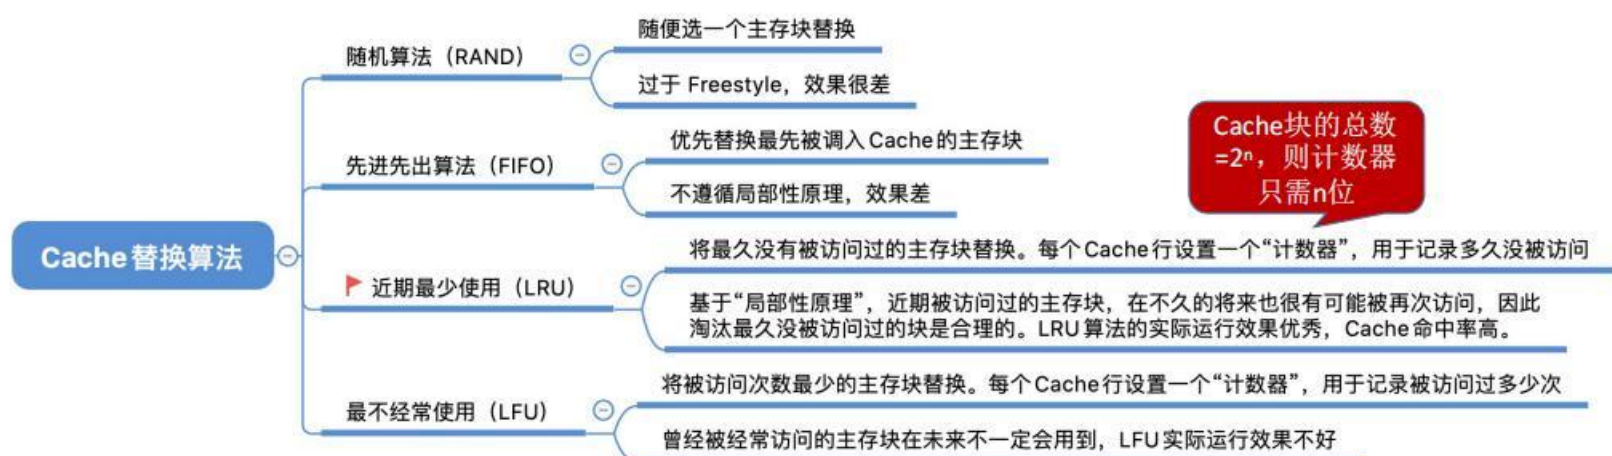 Cache替换算法
随机算法（RAND）
随便选一个主存块替换
过于 Freestyle，效果很差
先进先出算法（FIFO）
优先替换最先被调入Cache的主存块
不遵循局部性原理，效果差
Cache块的总数
=2ⁿ，则计数器
只需n位
近期最少使用（LRU）
将最久没有被访问过的主存块替换。每个Cache行设置一个“计数器”，用于记录多久没被访问
基于“局部性原理”，近期被访问过的主存块，在不久的将来也很有可能被再次访问，因此
淘汰最久没被访问过的块是合理的。LRU算法的实际运行效果优秀，Cache命中率高。
最不经常使用（LFU）
将被访问次数最少的主存块替换。每个Cache行设置一个“计数器”，用于记录被访问过多少次
曾经被经常访问的主存块在未来不一定会用到，LFU实际运行效果不好